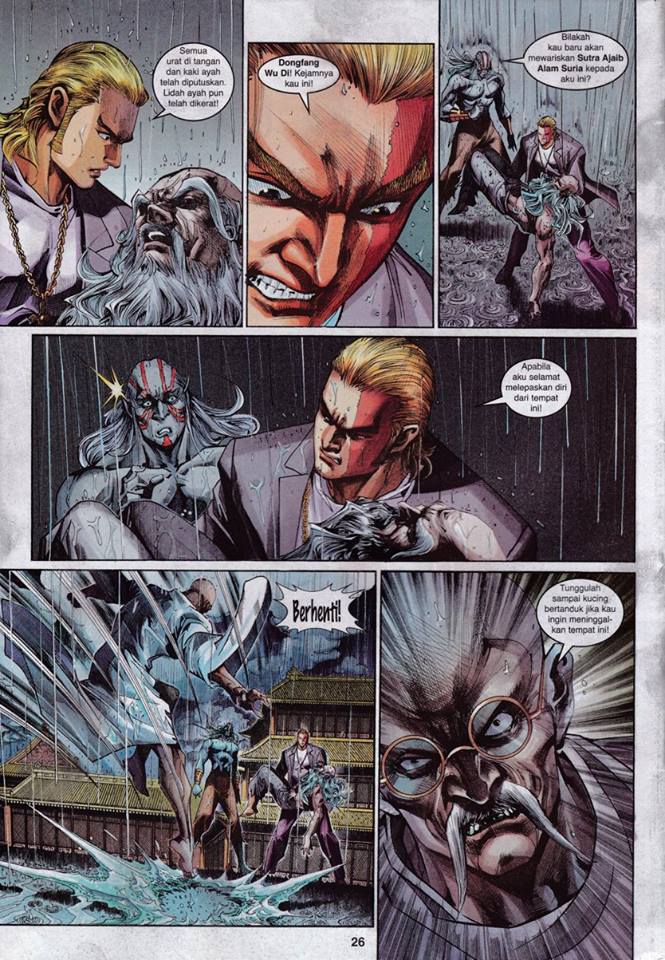 Semua
urat di tangan
dan kaki ayah
telah diputuskan.
Lidah ayah pun
telah dikerat!
Dongfang
Wu Di! Kejamnya
kau ini!
Bilakah
kau baru akan
mewariskan Sutra Ajaib
Alam Suria kepada
aku ini?
Apabila
aku selamat
melepaskan diri
dari tempat
ini!
Berhenti!
Tunggulah
sampai kucing
bertanduk jika kau
ingin meninggal-
kan tempat ini!
26